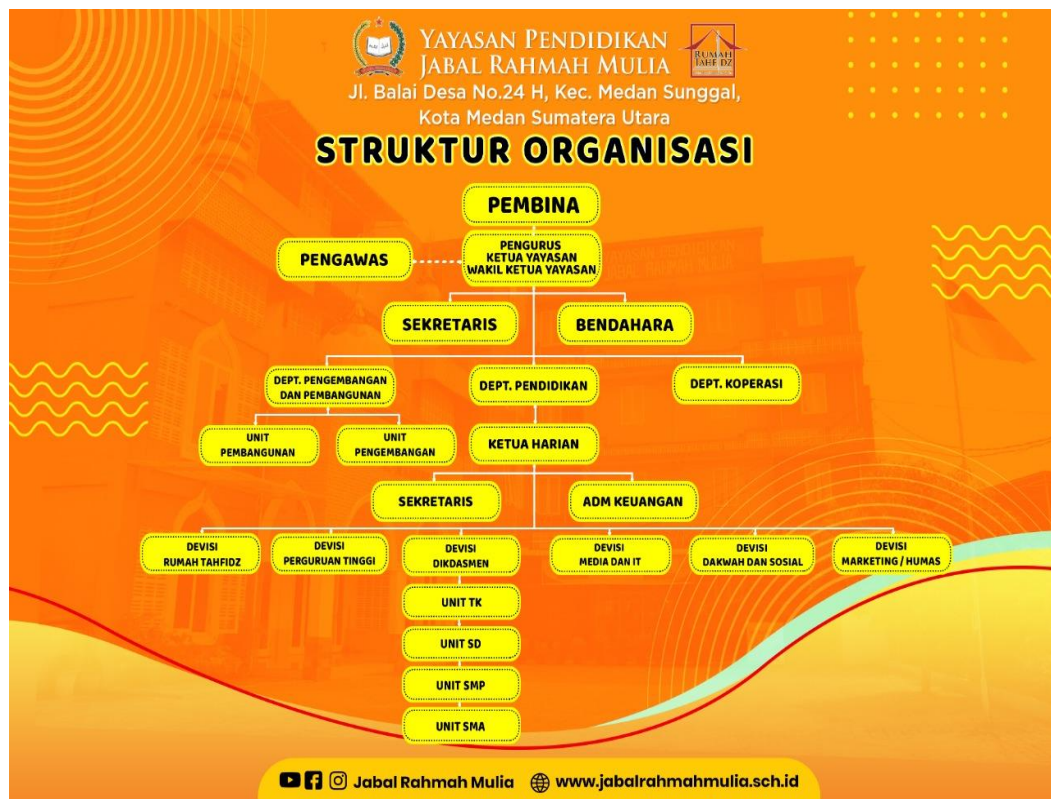 YAYASAN PENDIDIKAN
JABAL RAHMAH MULIA
RUMAH
TAHFIDZ
Jl. Balai Desa No.24 H, Kec. Medan Sunggal,
Kota Medan Sumatera Utara
STRUKTUR ORGANISASI
PEMBINA
PENGAWAS
PENGURUS
KETUA YAYASAN
WAKIL KETUA YAYASAN
SEKRETARIS
BENDAHARA
DEPT. PENGEMBANGAN
DAN PEMBANGUNAN
DEPT. PENDIDIKAN
DEPT. KOPERASI
UNIT
PEMBANGUNAN
UNIT
PENGEMBANGAN
KETUA HARIAN
SEKRETARIS
ADM KEUANGAN
DEVISI
RUMAH TAHFIDZ
DEVISI
PERGURUAN TINGGI
DEVISI
DIKDASMEN
DEVISI
MEDIA DAN IT
DEVISI
DAKWAH DAN SOSIAL
DEVISI
MARKETING / HUMAS
UNIT TK
UNIT SD
UNIT SMP
UNIT SMA
Jabal Rahmah Mulia
www.jabalrahmahmulia.sch.id